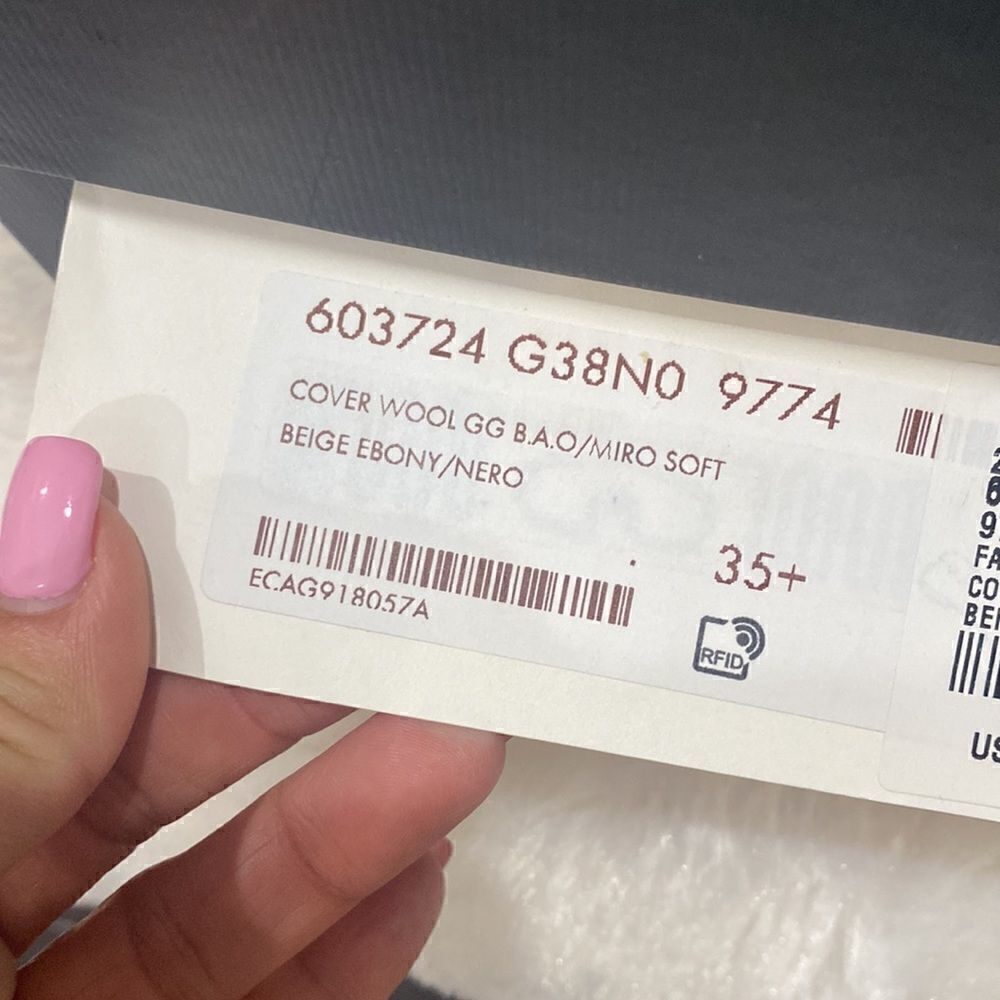 603724 G38N0 9774
COVER WOOL GG B.A.O/MIRO SOFT
BEIGE EBONY/NERO
ECAG918057A
35+
RFID